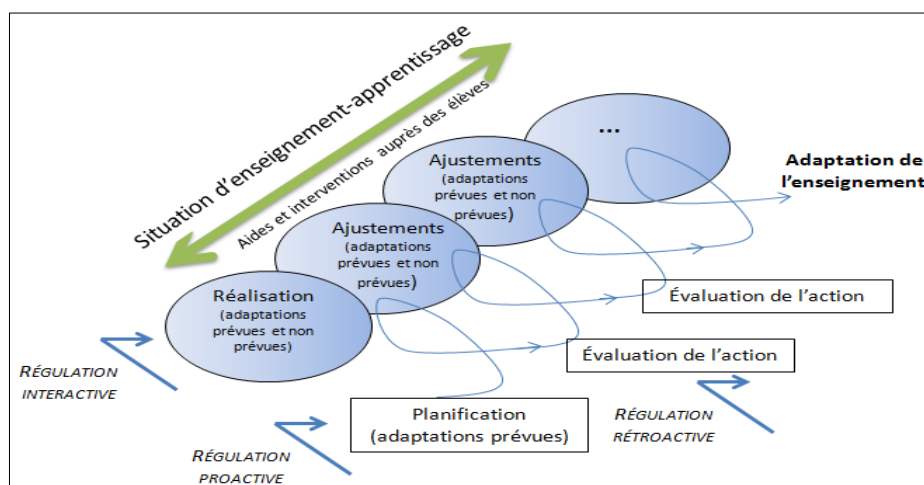 Situation d'enseignement-apprentissage
Aides et interventions auprès des élèves
...
Adaptation de
l'enseignement
Ajustements
(adaptations
prévues et non
prévues)
Ajustements
(adaptations
prévues et non
prévues)
Réalisation
(adaptations
prévues et non
prévues)
Évaluation de l'action
Évaluation de l'action
RÉGULATION
INTERACTIVE
Planification
(adaptations prévues)
RÉGULATION
RÉTROACTIVE
RÉGULATION
PROACTIVE